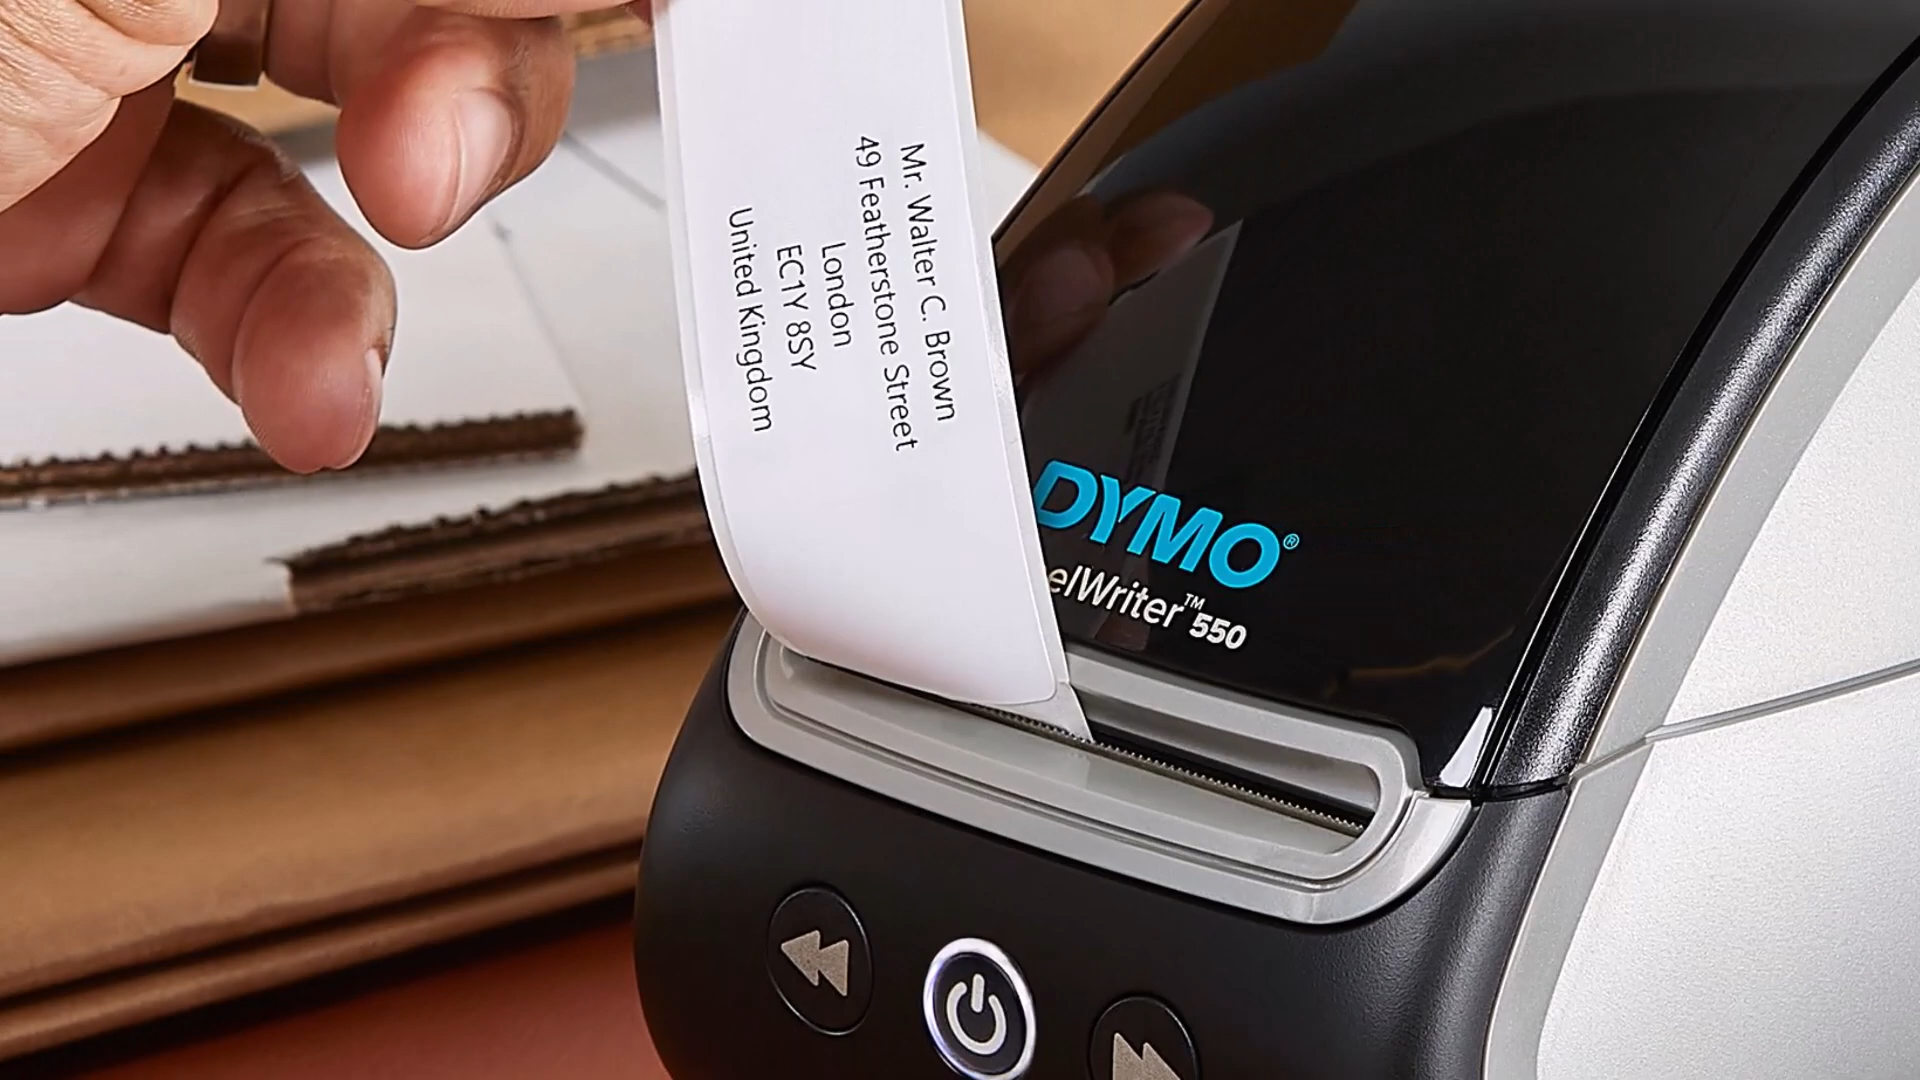 Mr. Walter C. Brown
49 Featherstone Street
London
EC1Y 8SY
United Kingdom
DYMO®
elWriter™ 550